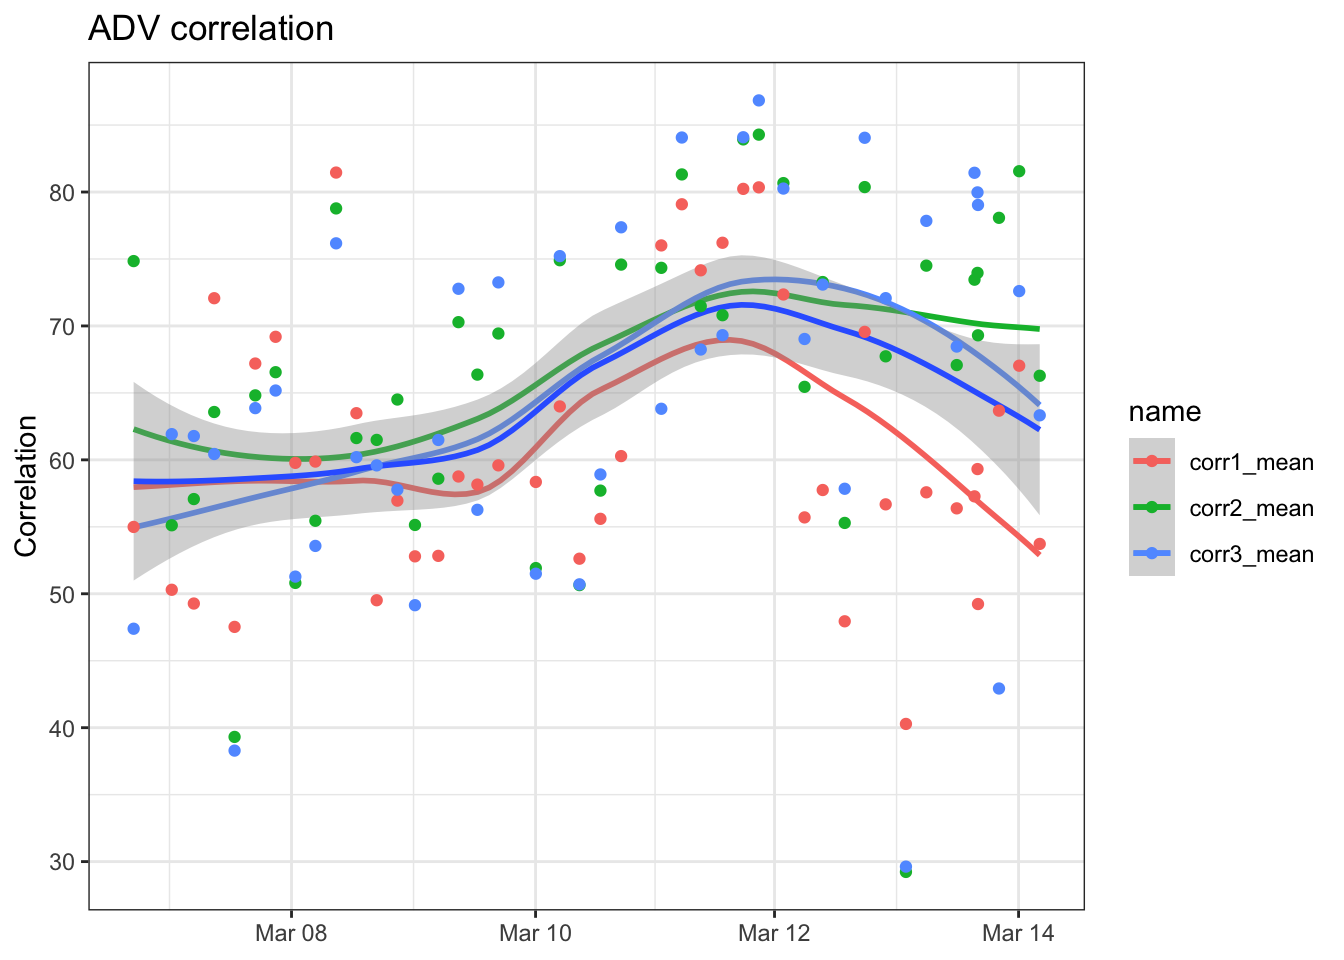 ADV correlation
Correlation
80
70
60
50
40
30
Mar 08
Mar 10
Mar 12
Mar 14
name
corr1_mean
corr2_mean
corr3_mean